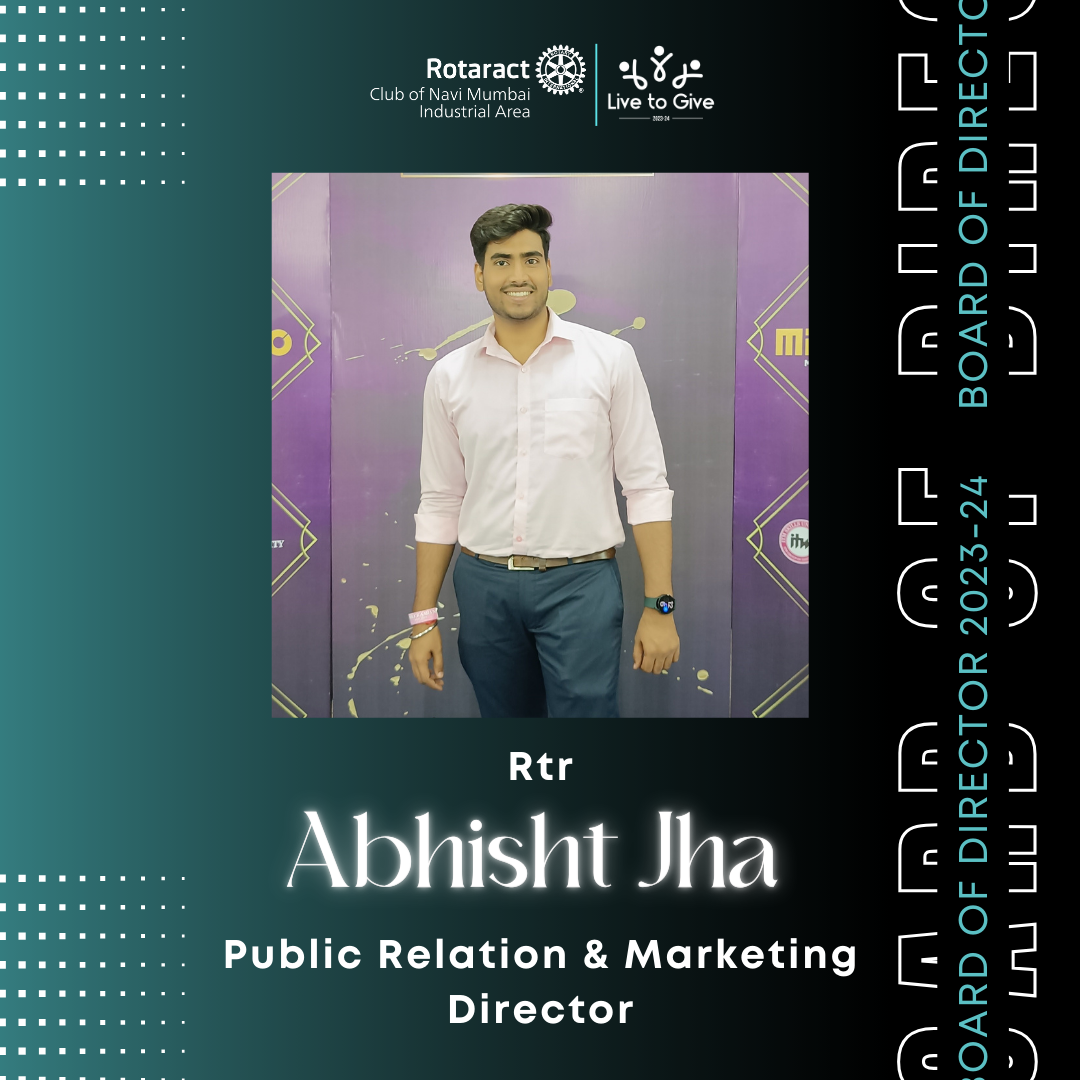 Rotaract
Club of Navi Mumbai
Industrial Area
Live to Give
2023-24
Rtr
Abhisht Jha
Public Relation & Marketing
Director
BOARD OF DIRECTOR 2023-24
BOARD OF DIRECTO